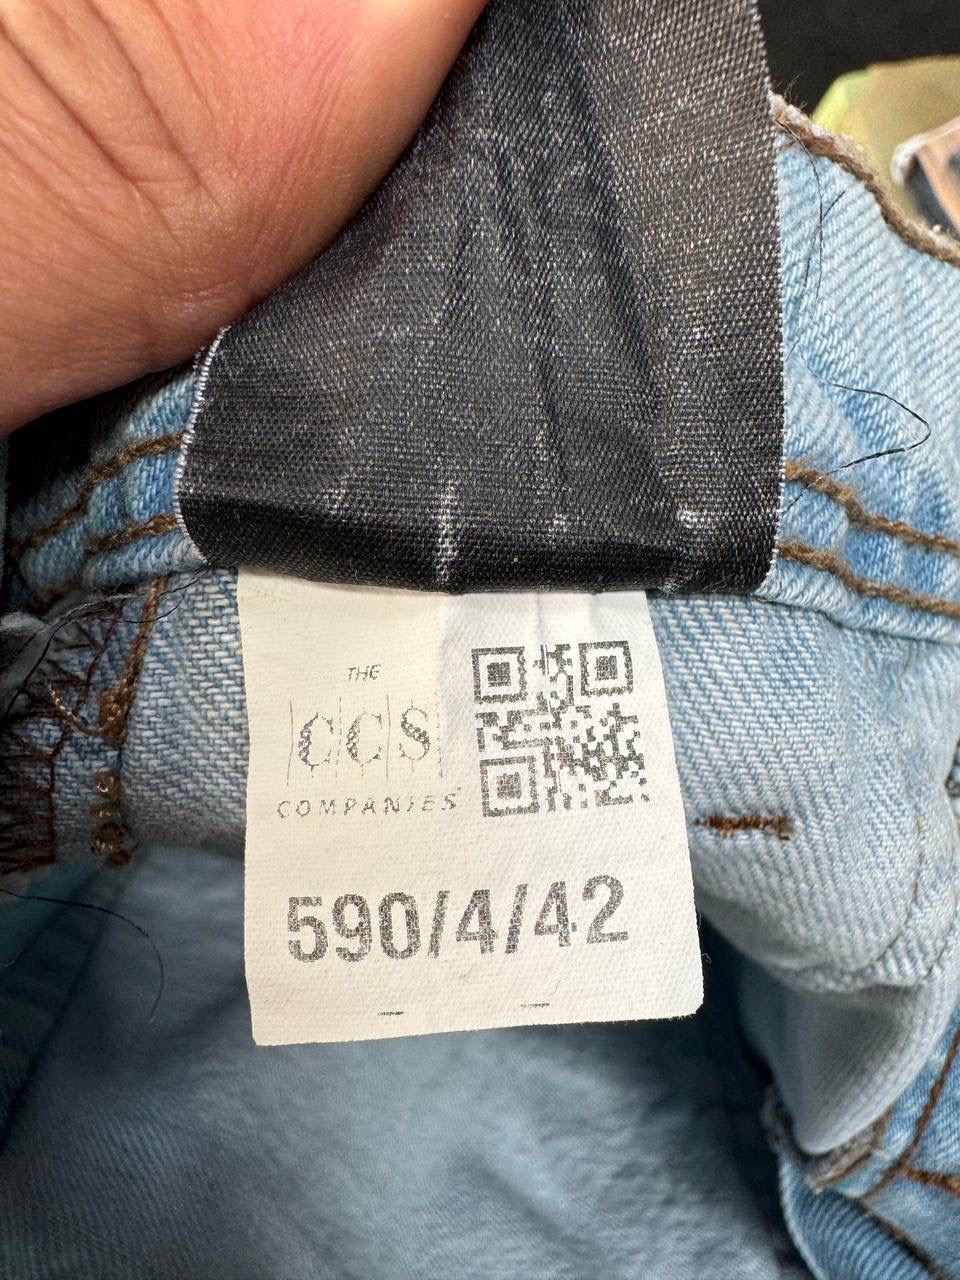 THE
CCS
COMPANIES
590/4/42